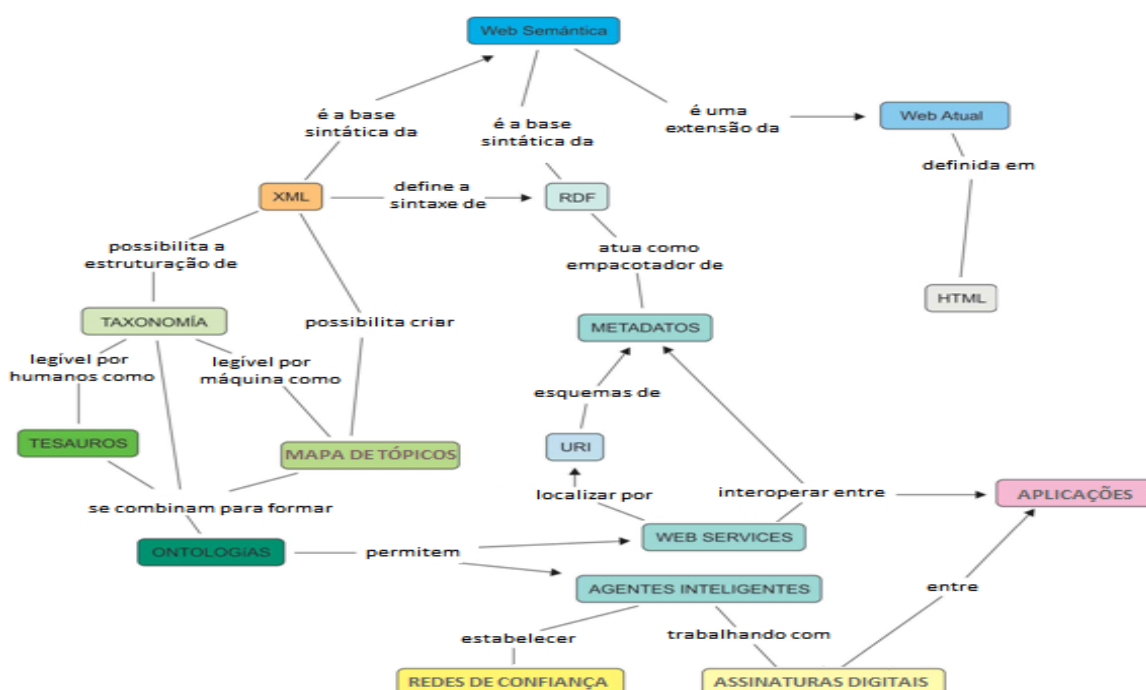 Web Semántica
é a base
sintática da
é a base
sintática da
é uma
extensão da
Web Atual
definida em
XML
define a
sintaxe de
RDF
possibilita a
estruturação de
atua como
empacotador de
HTML
TAXONOMÍA
possibilita criar
METADATOS
legível por
humanos como
legível por
máquina como
esquemas de
TESAUROS
MAPA DE TÓPICOS
URI
se combinam para formar
localizar por
interoperar entre
APLICAÇÕES
ONTOLOGÍAS
permitem
WEB SERVICES
AGENTES INTELIGENTES
entre
estabelecer
trabalhando com
REDES DE CONFIANÇA
ASSINATURAS DIGITAIS